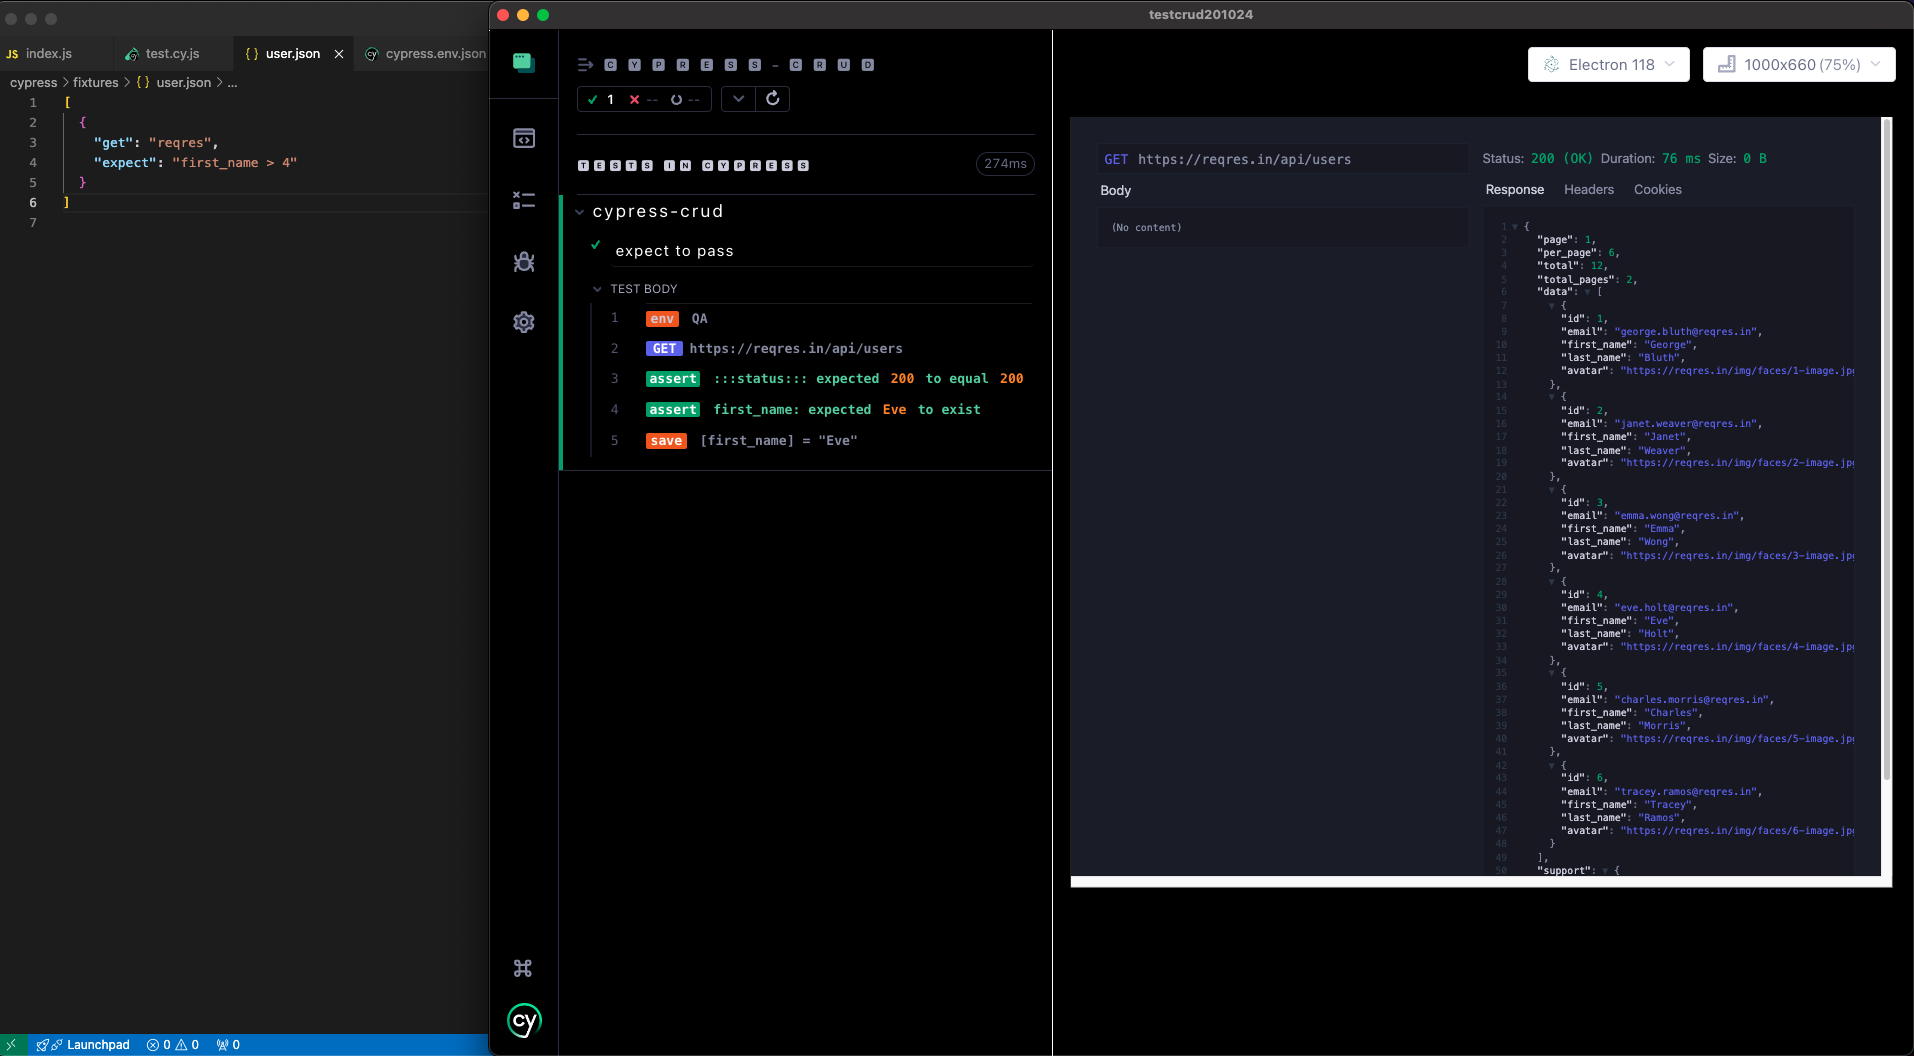 index.js
test.cy.js
user.json
cypress.env.json
cypress > fixtures > {} user.json > ...
1 [
2 {
3 "get": "reqres",
4 "expect": "first_name > 4"
5 }
6 ]
7
Launchpad
0
0
0
testcrud201024
CYPRESS-CRUD
1 -- --
TESTS IN CYPRESS
274ms
cypress-crud
expect to pass
TEST BODY
1 env QA
2 GET https://reqres.in/api/users
3 assert :::status::: expected 200 to equal 200
4 assert first_name: expected Eve to exist
5 save [first_name] = "Eve"
cy
Electron 118
1000x660 (75%)
GET https://reqres.in/api/users
Body
(No content)
Status: 200 (OK) Duration: 76 ms Size: 0 B
Response Headers Cookies
1 {
2 "page": 1,
3 "per_page": 6,
4 "total": 12,
5 "total_pages": 2,
6 "data": [
7 {
8 "id": 1,
9 "email": "george.bluth@reqres.in",
10 "first_name": "George",
11 "last_name": "Bluth",
12 "avatar": "https://reqres.in/img/faces/1-image.jpg
13 },
14 {
15 "id": 2,
16 "email": "janet.weaver@reqres.in",
17 "first_name": "Janet",
18 "last_name": "Weaver",
19 "avatar": "https://reqres.in/img/faces/2-image.jpg
20 },
21 {
22 "id": 3,
23 "email": "emma.wong@reqres.in",
24 "first_name": "Emma",
25 "last_name": "Wong",
26 "avatar": "https://reqres.in/img/faces/3-image.jpg
27 },
28 {
29 "id": 4,
30 "email": "eve.holt@reqres.in",
31 "first_name": "Eve",
32 "last_name": "Holt",
33 "avatar": "https://reqres.in/img/faces/4-image.jpg
34 },
35 {
36 "id": 5,
37 "email": "charles.morris@reqres.in",
38 "first_name": "Charles",
39 "last_name": "Morris",
40 "avatar": "https://reqres.in/img/faces/5-image.jpg
41 },
42 {
43 "id": 6,
44 "email": "tracey.ramos@reqres.in",
45 "first_name": "Tracey",
46 "last_name": "Ramos",
47 "avatar": "https://reqres.in/img/faces/6-image.jpg
48 }
49 ],
50 "support": {